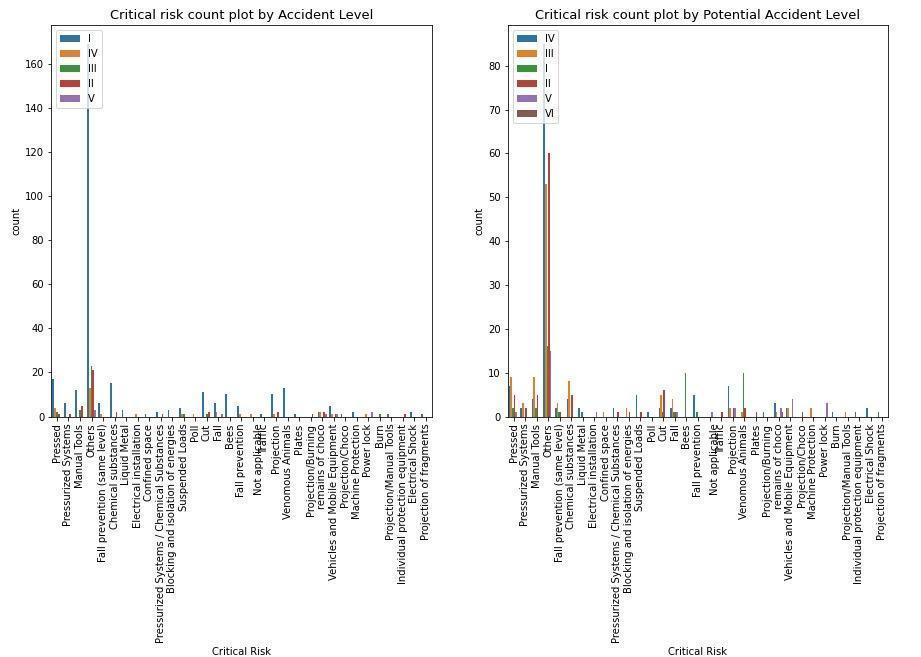 Critical risk count plot by Accident Level
I
IV
III
II
V
160
140
120
100
80
60
40
20
0
count
Pressed
Pressurized Systems
Manual Tools
Others
Fall prevention (same level)
Chemical substances
Liquid Metal
Electrical installation
Confined space
Pressurized Systems / Chemical Substances
Blocking and isolation of energies
Suspended Loads
Poll
Cut
Fall
Bees
Fall prevention
Not applicable
Traffic
Projection
Venomous Animals
Plates
Projection/Burning
remains of choco
Vehicles and Mobile Equipment
Projection/Choco
Machine Protection
Power lock
Burn
Projection/Manual Tools
Individual protection equipment
Electrical Shock
Projection of fragments
Critical Risk
Critical risk count plot by Potential Accident Level
IV
III
I
II
V
VI
80
70
60
50
40
30
20
10
0
count
Pressed
Pressurized Systems
Manual Tools
Others
Fall prevention (same level)
Chemical substances
Liquid Metal
Electrical installation
Confined space
Pressurized Systems / Chemical Substances
Blocking and isolation of energies
Suspended Loads
Poll
Cut
Fall
Bees
Fall prevention
Not applicable
Traffic
Projection
Venomous Animals
Plates
Projection/Burning
remains of choco
Vehicles and Mobile Equipment
Projection/Choco
Machine Protection
Power lock
Burn
Projection/Manual Tools
Individual protection equipment
Electrical Shock
Projection of fragments
Critical Risk